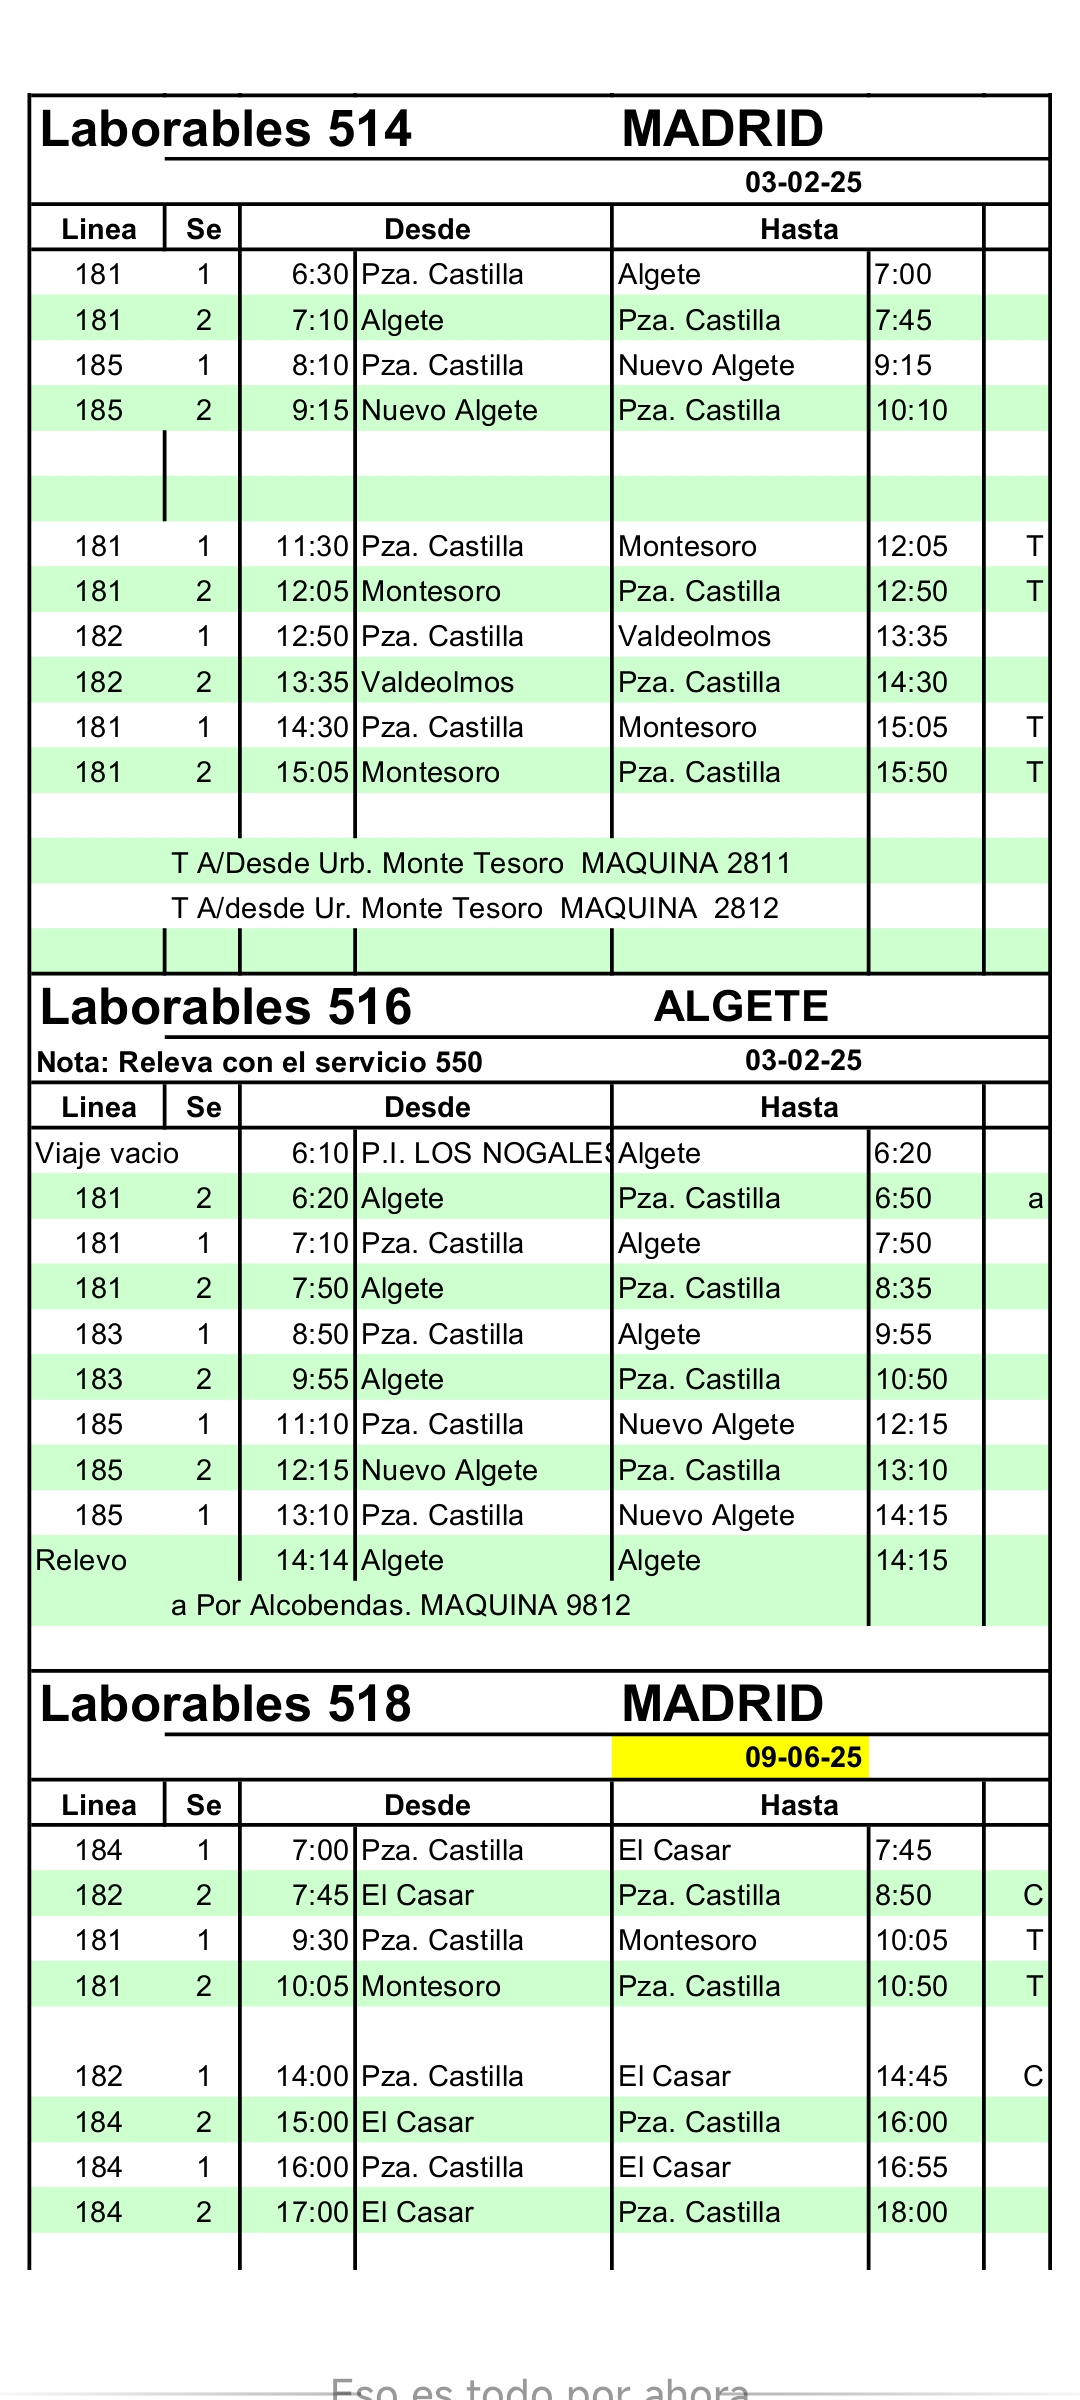 Laborables 514 MADRID
03-02-25
Linea Se Desde Hasta
181 1 6:30 Pza. Castilla Algete 7:00
181 2 7:10 Algete Pza. Castilla 7:45
185 1 8:10 Pza. Castilla Nuevo Algete 9:15
185 2 9:15 Nuevo Algete Pza. Castilla 10:10
181 1 11:30 Pza. Castilla Montesoro 12:05 T
181 2 12:05 Montesoro Pza. Castilla 12:50 T
182 1 12:50 Pza. Castilla Valdeolmos 13:35
182 2 13:35 Valdeolmos Pza. Castilla 14:30
181 1 14:30 Pza. Castilla Montesoro 15:05 T
181 2 15:05 Montesoro Pza. Castilla 15:50 T
T A/Desde Urb. Monte Tesoro MAQUINA 2811
T A/desde Ur. Monte Tesoro MAQUINA 2812
Laborables 516 ALGETE
Nota: Releva con el servicio 550 03-02-25
Linea Se Desde Hasta
Viaje vacio 6:10 P.I. LOS NOGALES Algete 6:20
181 2 6:20 Algete Pza. Castilla 6:50 a
181 1 7:10 Pza. Castilla Algete 7:50
181 2 7:50 Algete Pza. Castilla 8:35
183 1 8:50 Pza. Castilla Algete 9:55
183 2 9:55 Algete Pza. Castilla 10:50
185 1 11:10 Pza. Castilla Nuevo Algete 12:15
185 2 12:15 Nuevo Algete Pza. Castilla 13:10
185 1 13:10 Pza. Castilla Nuevo Algete 14:15
Relevo 14:14 Algete Algete 14:15
a Por Alcobendas. MAQUINA 9812
Laborables 518 MADRID
09-06-25
Linea Se Desde Hasta
184 1 7:00 Pza. Castilla El Casar 7:45
182 2 7:45 El Casar Pza. Castilla 8:50 C
181 1 9:30 Pza. Castilla Montesoro 10:05 T
181 2 10:05 Montesoro Pza. Castilla 10:50 T
182 1 14:00 Pza. Castilla El Casar 14:45 C
184 2 15:00 El Casar Pza. Castilla 16:00
184 1 16:00 Pza. Castilla El Casar 16:55
184 2 17:00 El Casar Pza. Castilla 18:00
Eso es todo por ahora